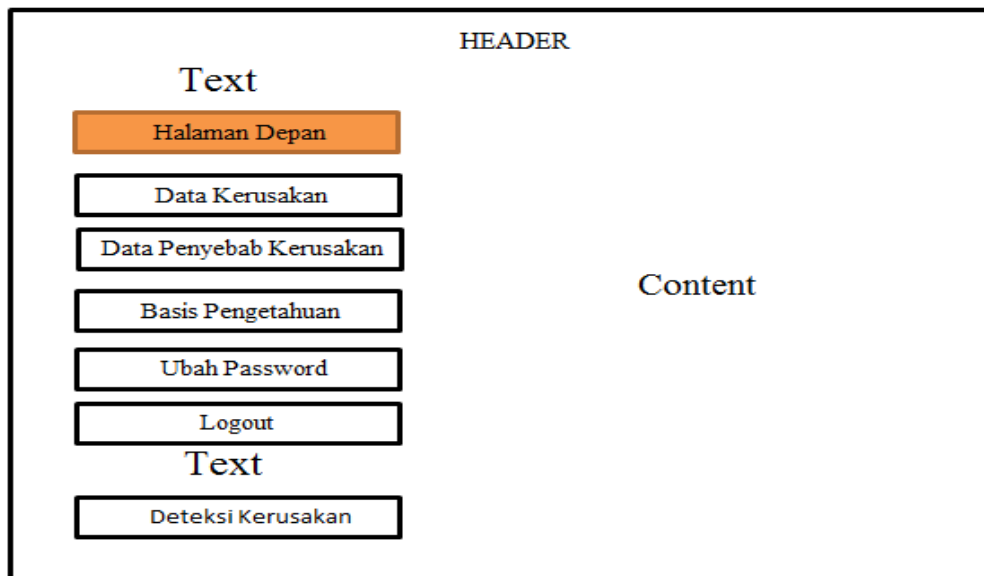 HEADER
Text
Halaman Depan
Data Kerusakan
Data Penyebab Kerusakan
Basis Pengetahuan
Ubah Password
Logout
Text
Deteksi Kerusakan
Content